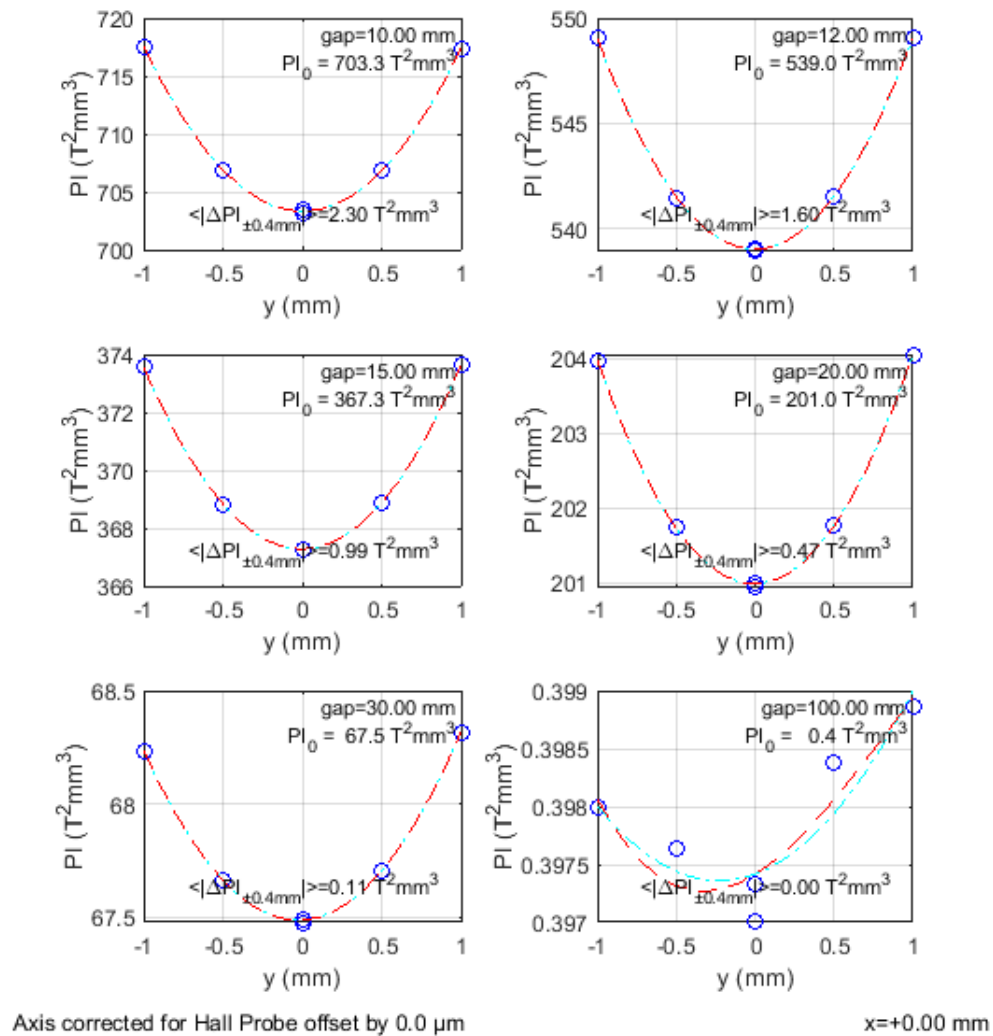 720
715
710
705
700
PI (T²mm³)
gap=10.00 mm
PI₀ = 703.3 T²mm³
<|ΔPI±0.4mm|>=2.30 T²mm³
-1 -0.5 0 0.5 1
y (mm)
550
545
540
PI (T²mm³)
gap=12.00 mm
PI₀ = 539.0 T²mm³
<|ΔPI±0.4mm|>=1.60 T²mm³
-1 -0.5 0 0.5 1
y (mm)
374
372
370
368
366
PI (T²mm³)
gap=15.00 mm
PI₀ = 367.3 T²mm³
<|ΔPI±0.4mm|>=0.99 T²mm³
-1 -0.5 0 0.5 1
y (mm)
204
203
202
201
PI (T²mm³)
gap=20.00 mm
PI₀ = 201.0 T²mm³
<|ΔPI±0.4mm|>=0.47 T²mm³
-1 -0.5 0 0.5 1
y (mm)
68.5
68
67.5
PI (T²mm³)
gap=30.00 mm
PI₀ = 67.5 T²mm³
<|ΔPI±0.4mm|>=0.11 T²mm³
-1 -0.5 0 0.5 1
y (mm)
0.399
0.3985
0.398
0.3975
0.397
PI (T²mm³)
gap=100.00 mm
PI₀ = 0.4 T²mm³
<|ΔPI±0.4mm|>=0.00 T²mm³
-1 -0.5 0 0.5 1
y (mm)
Axis corrected for Hall Probe offset by 0.0 µm
x=+0.00 mm